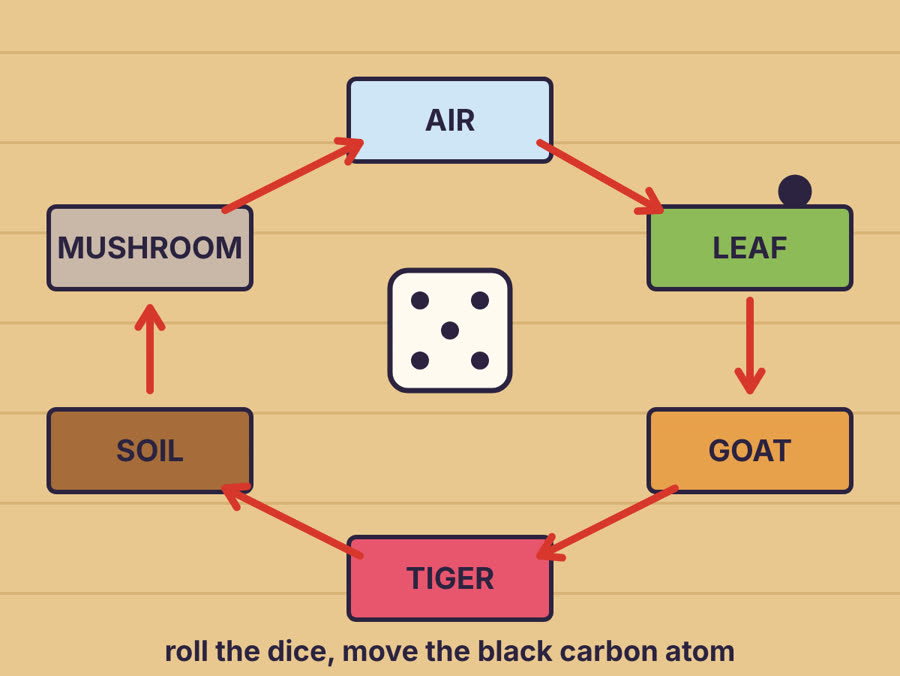 AIR
MUSHROOM
LEAF
SOIL
GOAT
TIGER
roll the dice, move the black carbon atom